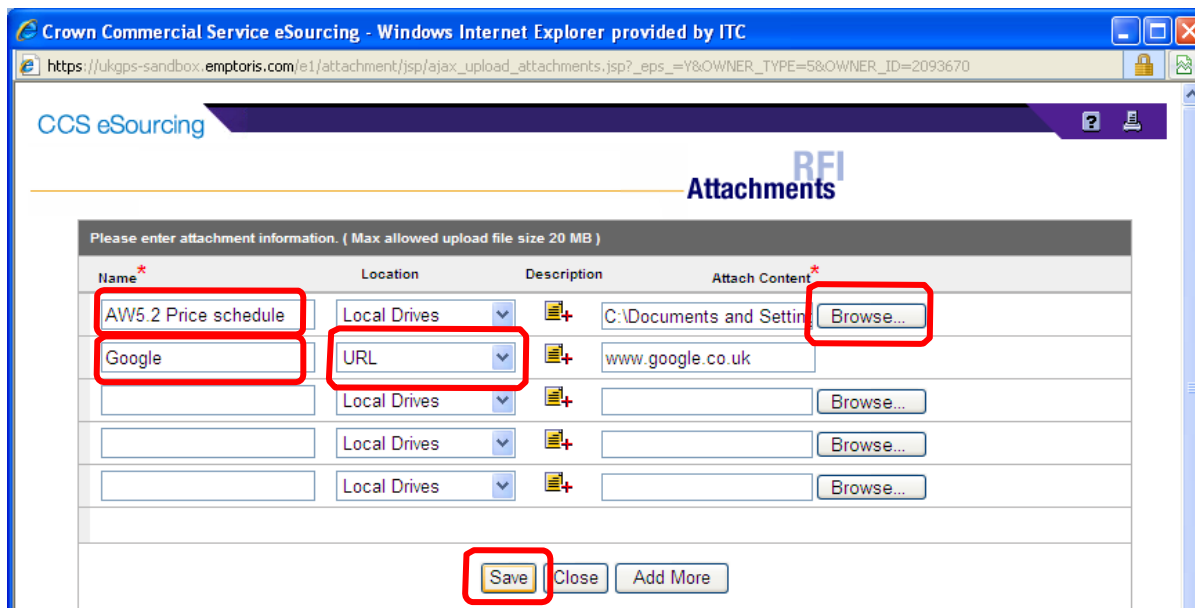 Crown Commercial Service eSourcing - Windows Internet Explorer provided by ITC
https://ukgps-sandbox.emptoris.com/e1/attachment/jsp/ajax_upload_attachments.jsp?_eps_=Y&OWNER_TYPE=5&OWNER_ID=2093670
CCS eSourcing
RFI
Attachments
Please enter attachment information. ( Max allowed upload file size 20 MB )
Name* Location Description Attach Content*
AW5.2 Price schedule Local Drives C:\Documents and Settin Browse...
Google URL www.google.co.uk
Local Drives Browse...
Local Drives Browse...
Local Drives Browse...
Save Close Add More